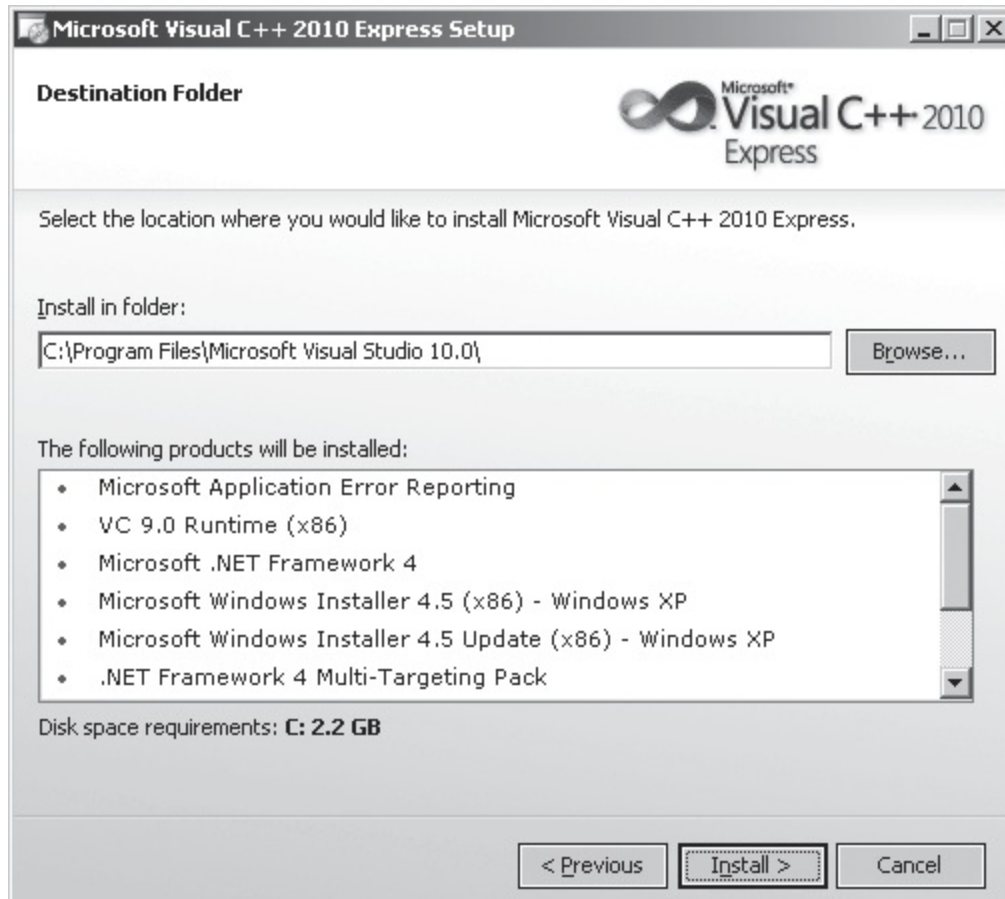 Microsoft Visual C++ 2010 Express Setup
Destination Folder
Microsoft®
Visual C++ 2010
Express
Select the location where you would like to install Microsoft Visual C++ 2010 Express.
Install in folder:
C:\Program Files\Microsoft Visual Studio 10.0\
Browse...
The following products will be installed:
• Microsoft Application Error Reporting
• VC 9.0 Runtime (x86)
• Microsoft .NET Framework 4
• Microsoft Windows Installer 4.5 (x86) - Windows XP
• Microsoft Windows Installer 4.5 Update (x86) - Windows XP
• .NET Framework 4 Multi-Targeting Pack
Disk space requirements: C: 2.2 GB
< Previous
Install >
Cancel